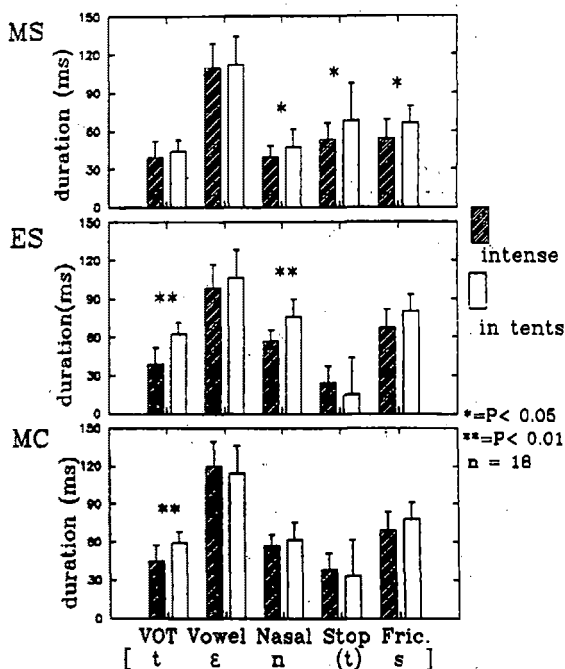 MS
duration (ms)
150
120
90
60
30
0
*
*
*
ES
duration(ms)
150
120
90
60
30
0
**
**
MC
duration (ms)
150
120
90
60
30
0
**
intense
in tents
*=P< 0.05
**=P< 0.01
n = 18
VOT Vowel Nasal Stop Fric.
[ t ε n (t) s ]